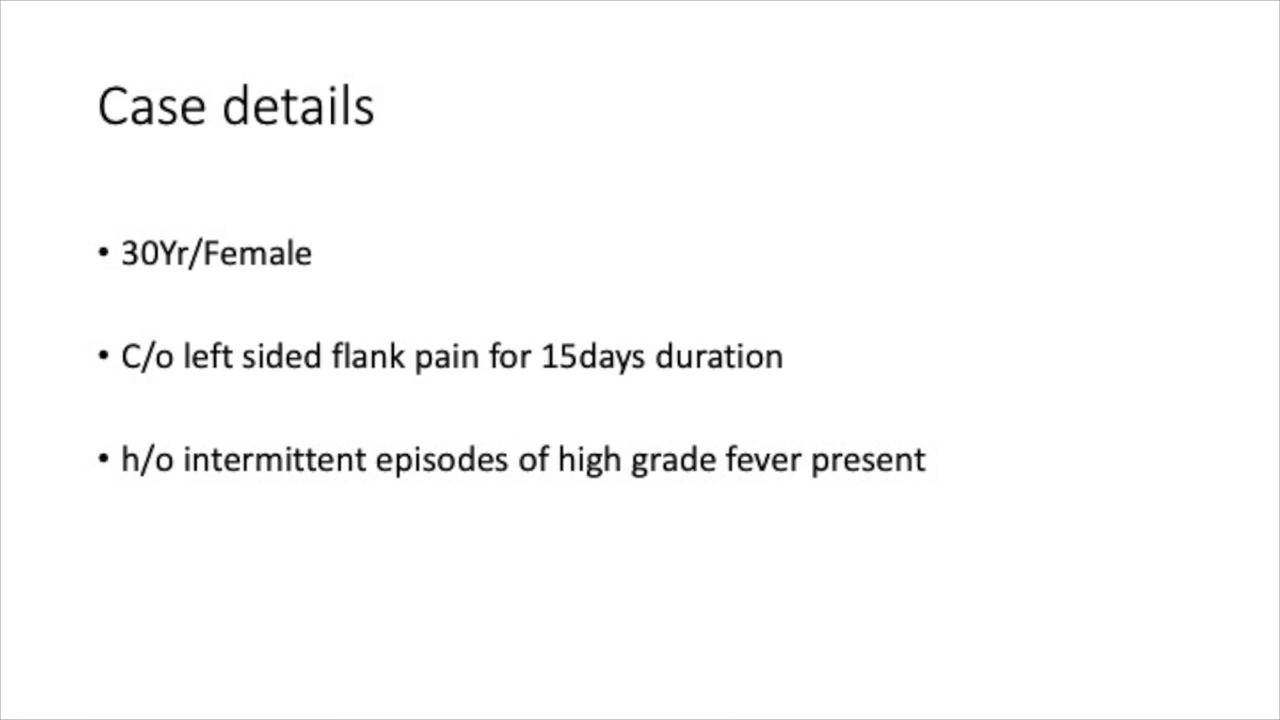 Case details
• 30Yr/Female
• C/o left sided flank pain for 15days duration
• h/o intermittent episodes of high grade fever present